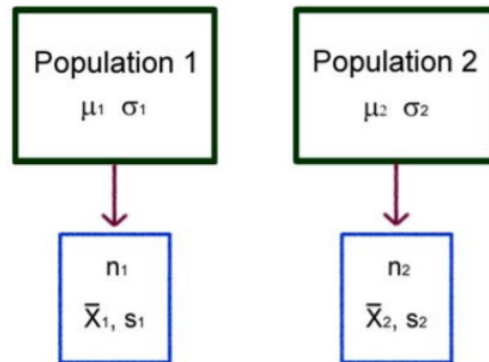 Population 1
μ₁ σ₁
Population 2
μ₂ σ₂
n₁
X̄₁, s₁
n₂
X̄₂, s₂